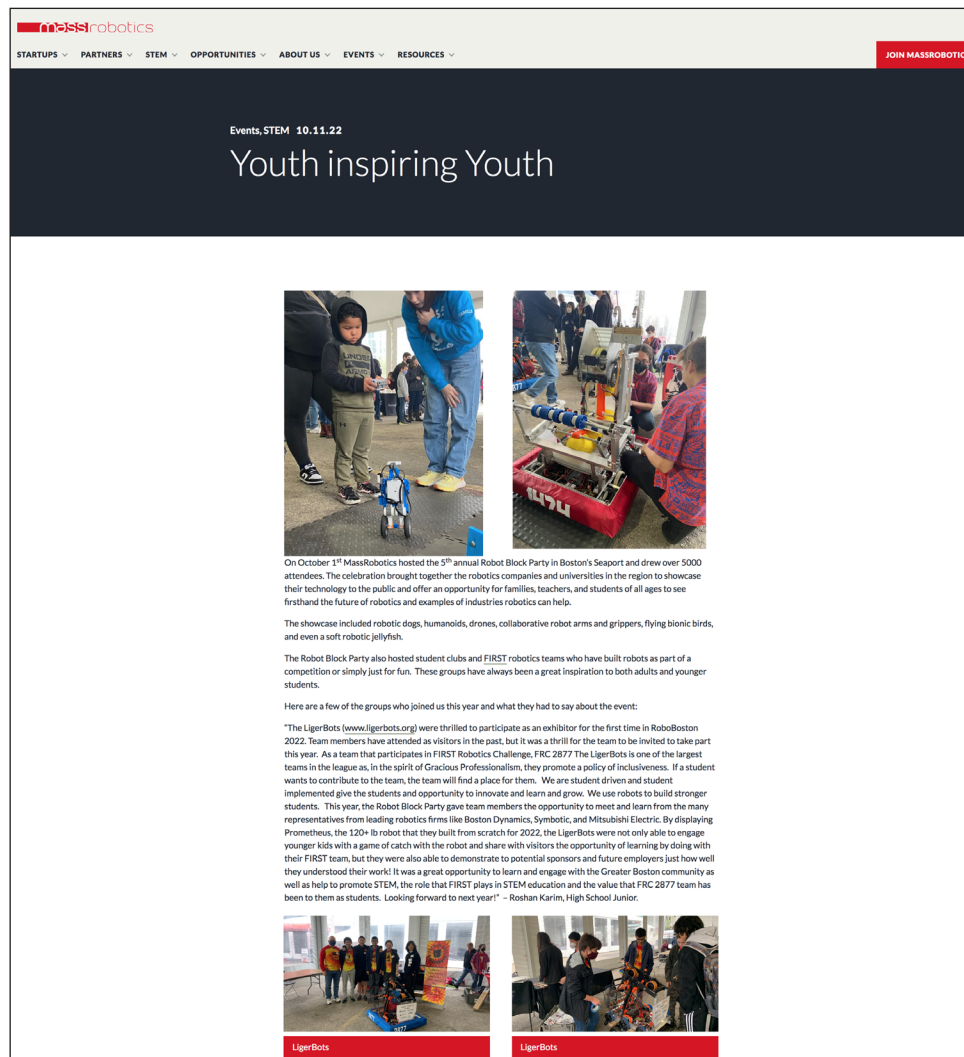 massrobotics
STARTUPS PARTNERS STEM OPPORTUNITIES ABOUT US EVENTS RESOURCES JOIN MASSROBOTIC
Events, STEM 10.11.22
Youth inspiring Youth
UNDER
ARMOUR
2877
1474
On October 1st MassRobotics hosted the 5th annual Robot Block Party in Boston's Seaport and drew over 5000
attendees. The celebration brought together the robotics companies and universities in the region to showcase
their technology to the public and offer an opportunity for families, teachers, and students of all ages to see
firsthand the future of robotics and examples of industries robotics can help.
The showcase included robotic dogs, humanoids, drones, collaborative robot arms and grippers, flying bionic birds,
and even a soft robotic jellyfish.
The Robot Block Party also hosted student clubs and FIRST robotics teams who have built robots as part of a
competition or simply just for fun. These groups have always been a great inspiration to both adults and younger
students.
Here are a few of the groups who joined us this year and what they had to say about the event:
"The LigerBots (www.ligerbots.org) were thrilled to participate as an exhibitor for the first time in RoboBoston
2022. Team members have attended as visitors in the past, but it was a thrill for the team to be invited to take part
this year. As a team that participates in FIRST Robotics Challenge, FRC 2877 The LigerBots is one of the largest
teams in the league as, in the spirit of Gracious Professionalism, they promote a policy of inclusiveness. If a student
wants to contribute to the team, the team will find a place for them. We are student driven and student
implemented give the students and opportunity to innovate and learn and grow. We use robots to build stronger
students. This year, the Robot Block Party gave team members the opportunity to meet and learn from the many
representatives from leading robotics firms like Boston Dynamics, Symbotic, and Mitsubishi Electric. By displaying
Prometheus, the 120+ lb robot that they built from scratch for 2022, the LigerBots were not only able to engage
younger kids with a game of catch with the robot and share with visitors the opportunity of learning by doing with
their FIRST team, but they were also able to demonstrate to potential sponsors and future employers just how well
they understood their work! It was a great opportunity to learn and engage with the Greater Boston community as
well as help to promote STEM, the role that FIRST plays in STEM education and the value that FRC 2877 team has
been to them as students. Looking forward to next year!" – Roshan Karim, High School Junior.
2877
LigerBots LigerBots